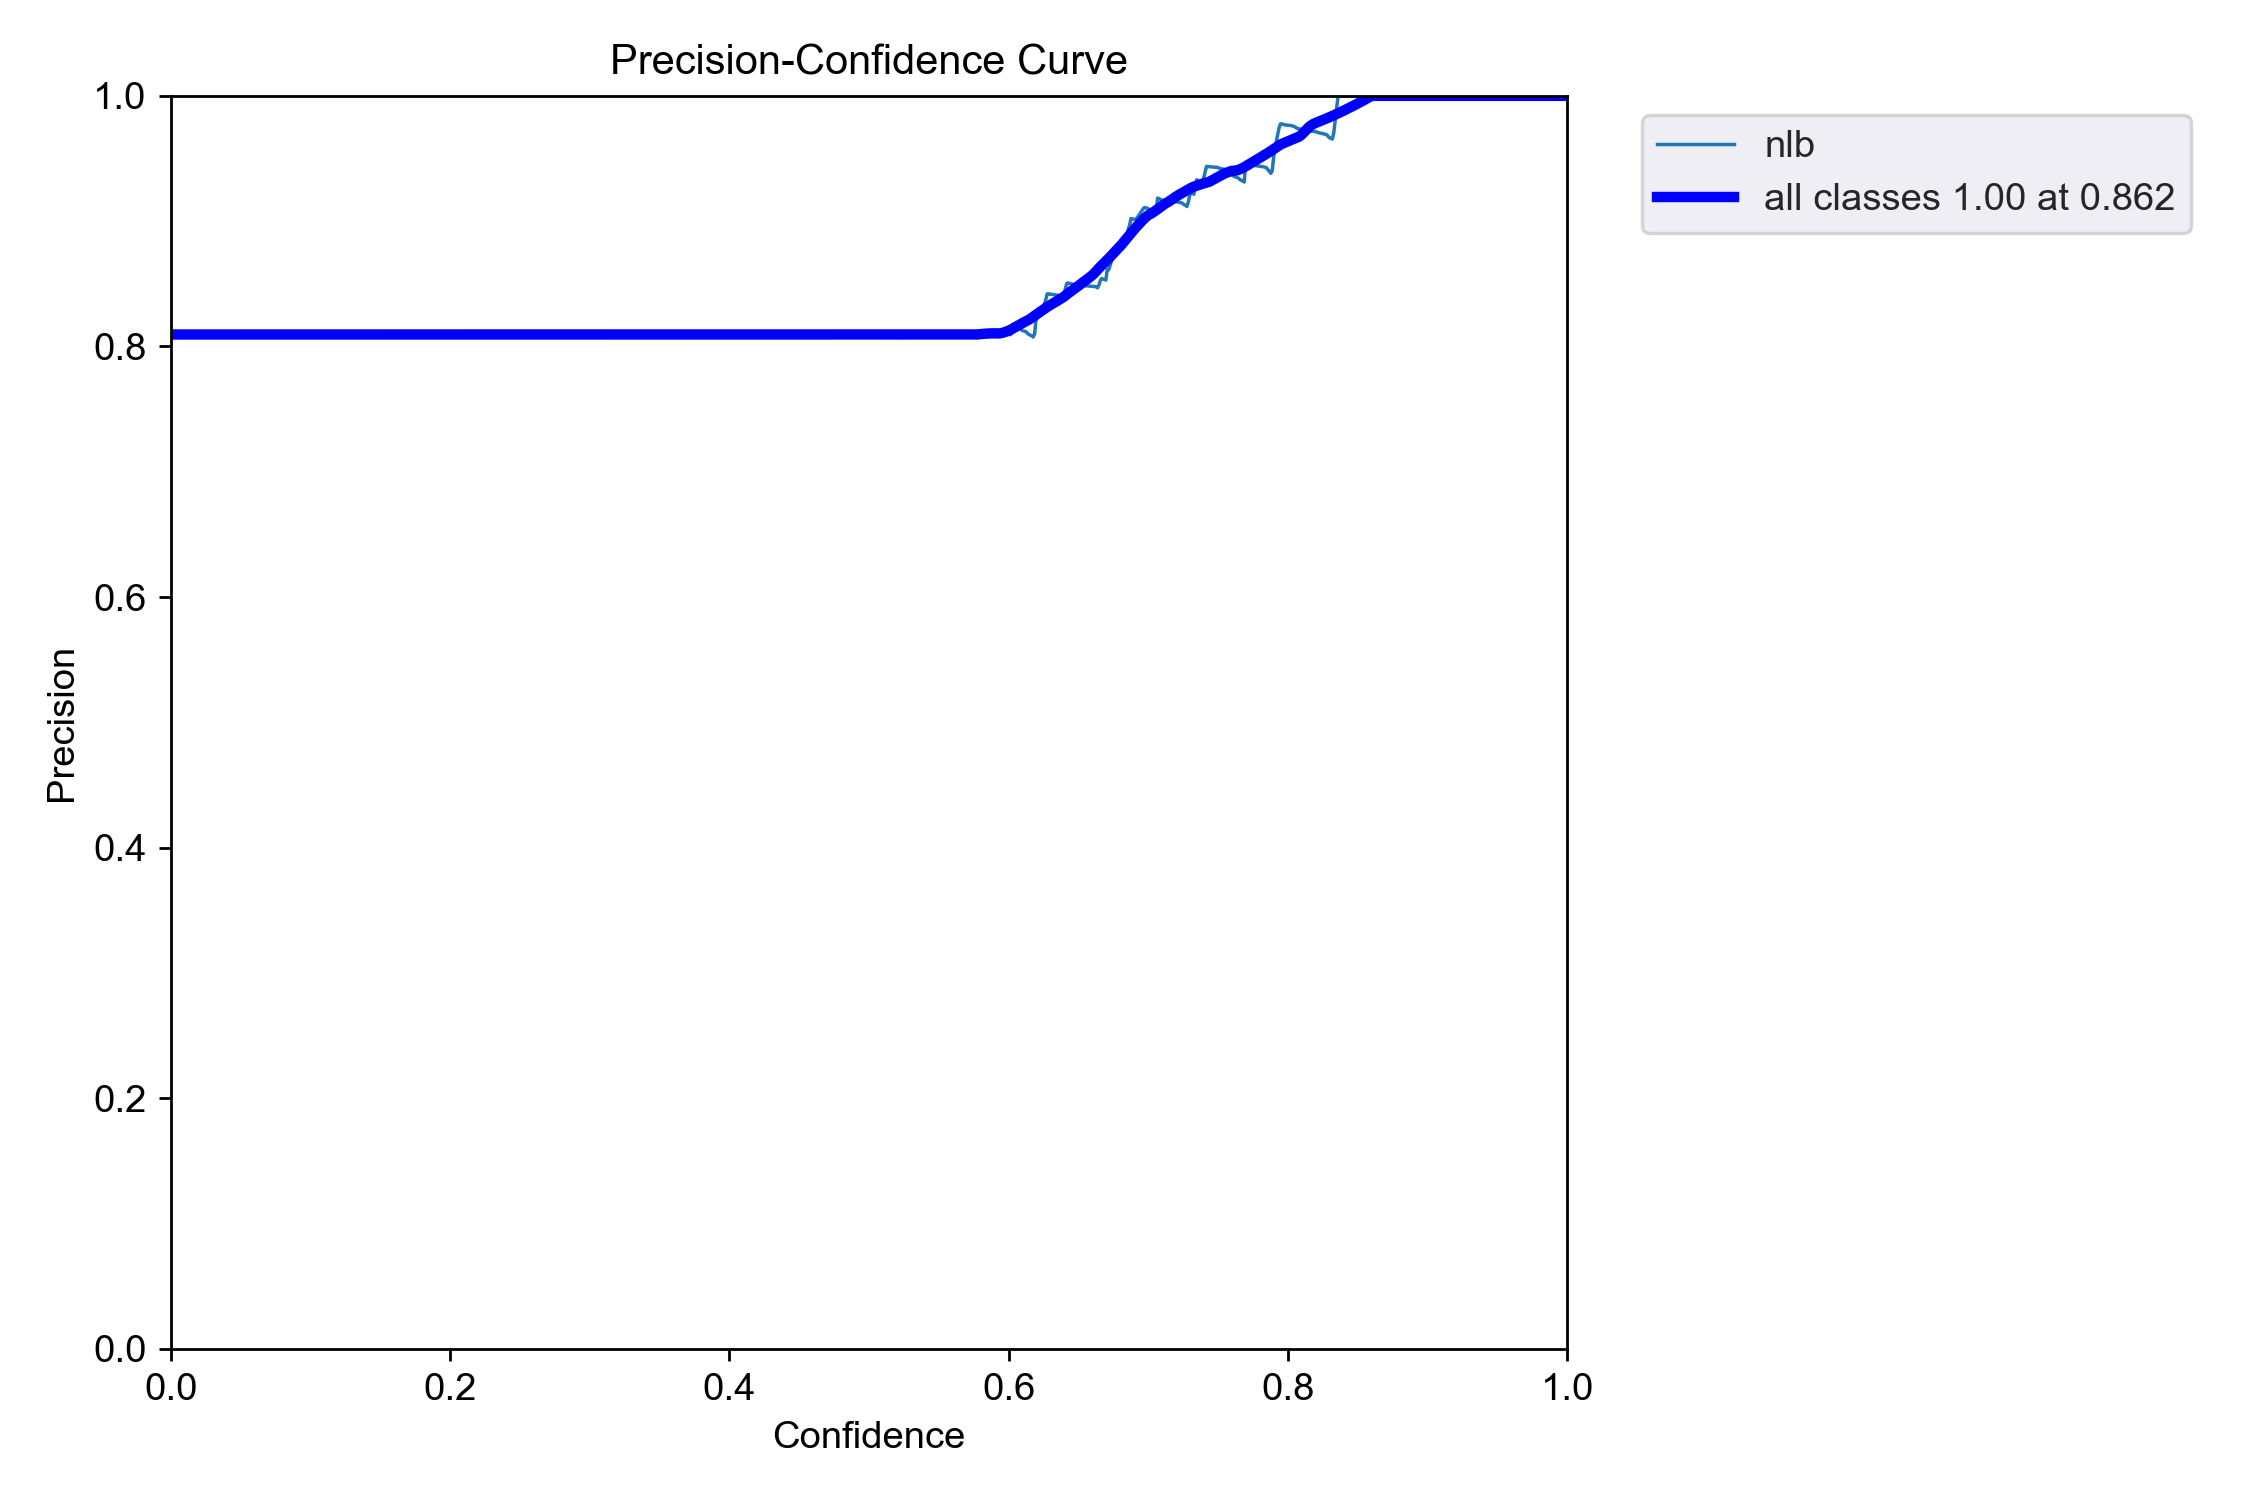 Precision-Confidence Curve
1.0
0.8
0.6
0.4
0.2
0.0
Precision
0.0 0.2 0.4 0.6 0.8 1.0
Confidence
nlb
all classes 1.00 at 0.862